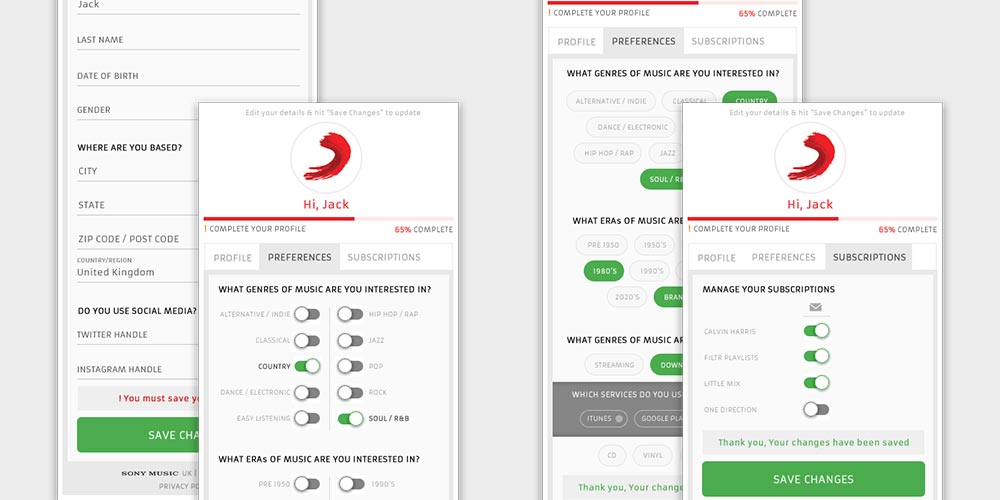 Jack
LAST NAME
DATE OF BIRTH
GENDER
WHERE ARE YOU BASED?
CITY
STATE
ZIP CODE / POST CODE
COUNTRY/REGION
United Kingdom
DO YOU USE SOCIAL MEDIA?
TWITTER HANDLE
INSTAGRAM HANDLE
! You must save
SAVE
SONY MUSIC UK |
PRIVACY
Edit your details & hit "Save Changes" to update
Hi, Jack
! COMPLETE YOUR PROFILE 65% COMPLETE
PROFILE PREFERENCES SUBSCRIPTIONS
WHAT GENRES OF MUSIC ARE YOU INTERESTED IN?
ALTERNATIVE / INDIE HIP HOP / RAP
CLASSICAL JAZZ
COUNTRY POP
DANCE / ELECTRONIC ROCK
EASY LISTENING SOUL / R&B
WHAT ERAs OF MUSIC ARE YOU INTERESTED IN?
PRE 1950 1990'S
! COMPLETE YOUR PROFILE 65% COMPLETE
PROFILE PREFERENCES SUBSCRIPTIONS
WHAT GENRES OF MUSIC ARE YOU INTERESTED IN?
ALTERNATIVE / INDIE CLASSICAL COUNTRY
DANCE / ELECTRONIC
HIP HOP / RAP JAZZ
SOUL /
WHAT ERAs OF MUSIC ARE
PRE 1950 1950'S
1980'S 1990'S
2020'S
WHAT GENRES OF MUSIC ARE
STREAMING
WHICH SERVICES DO YOU
ITUNES GOOGLE
CD VINYL
Thank you, Your
Edit your details & hit "Save Changes" to update
Hi, Jack
! COMPLETE YOUR PROFILE 65% COMPLETE
PROFILE PREFERENCES SUBSCRIPTIONS
MANAGE YOUR SUBSCRIPTIONS
CALVIN HARRIS
FILTR PLAYLISTS
LITTLE MIX
ONE DIRECTION
Thank you, Your changes have been saved
SAVE CHANGES